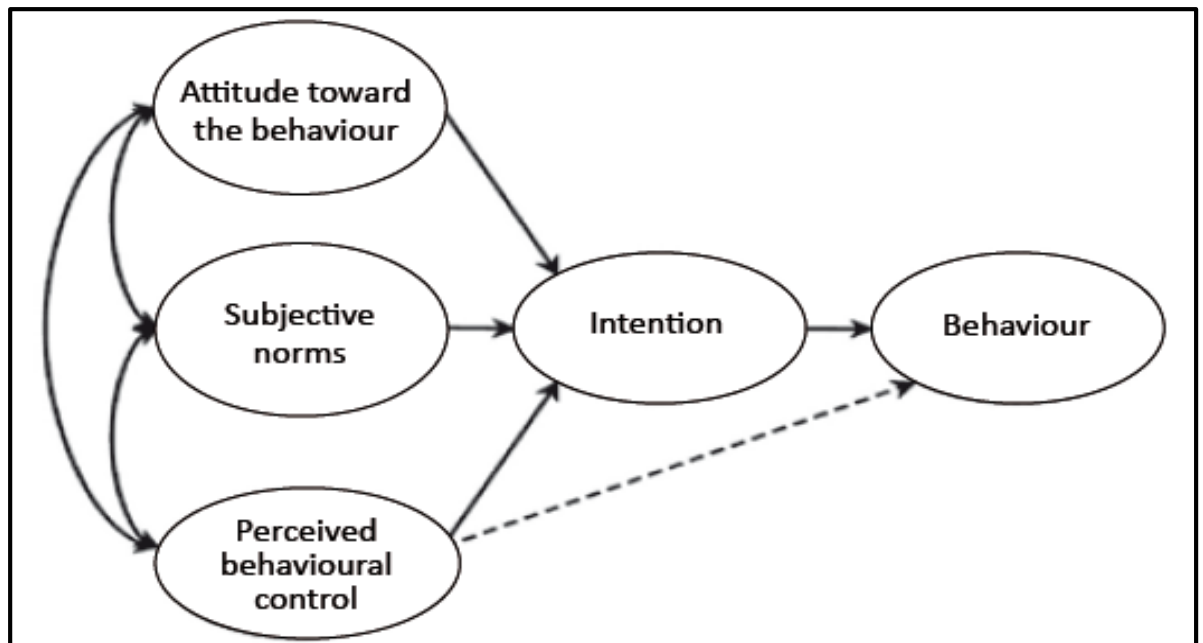 Attitude toward
the behaviour
Subjective
norms
Intention
Behaviour
Perceived
behavioural
control